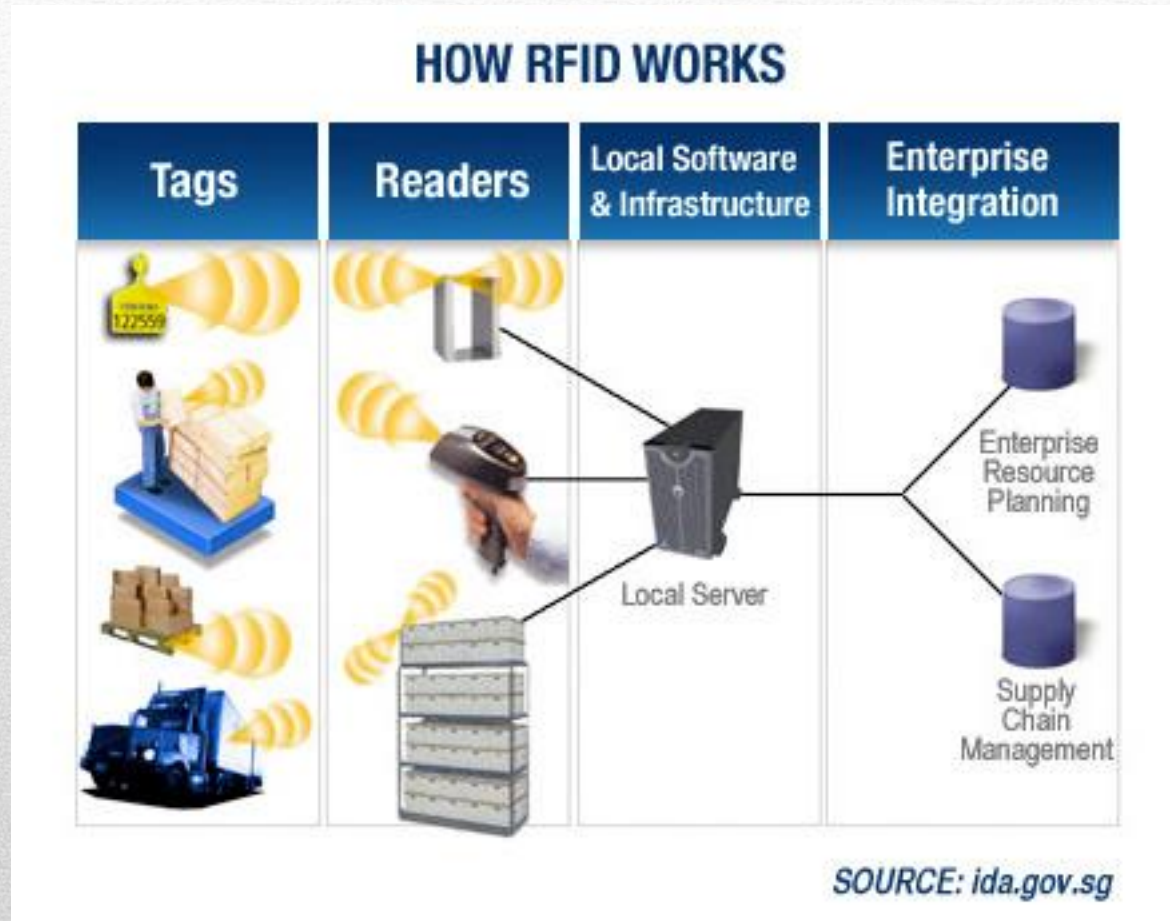 HOW RFID WORKS
Tags
Readers
Local Software
& Infrastructure
Enterprise
Integration
122559
Local Server
Enterprise
Resource
Planning
Supply
Chain
Management
SOURCE: ida.gov.sg